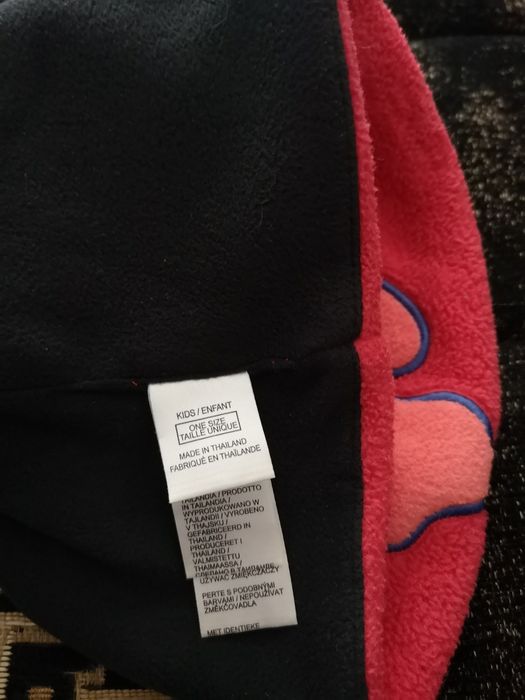 KIDS / ENFANT
ONE SIZE
TAILLE UNIQUE
MADE IN THAILAND
FABRIQUÉ EN THAÏLANDE
TAILANDIA / PRODOTTO
IN TAILANDIA /
WYPRODUKOWANO W
TAJLANDII / VYROBENO
V THAJSKU /
GEFABRICEERD IN
THAILAND /
PRODUCERET I
THAILAND /
VALMISTETTU
THAIMAASSA /
UŻYWAĆ ZMIĘKCZACZY
PERTE S PODOBNÝMI
BARVAMI / NEPOUŽÍVAT
ZMĚKČOVADLA
MET IDENTIEKE